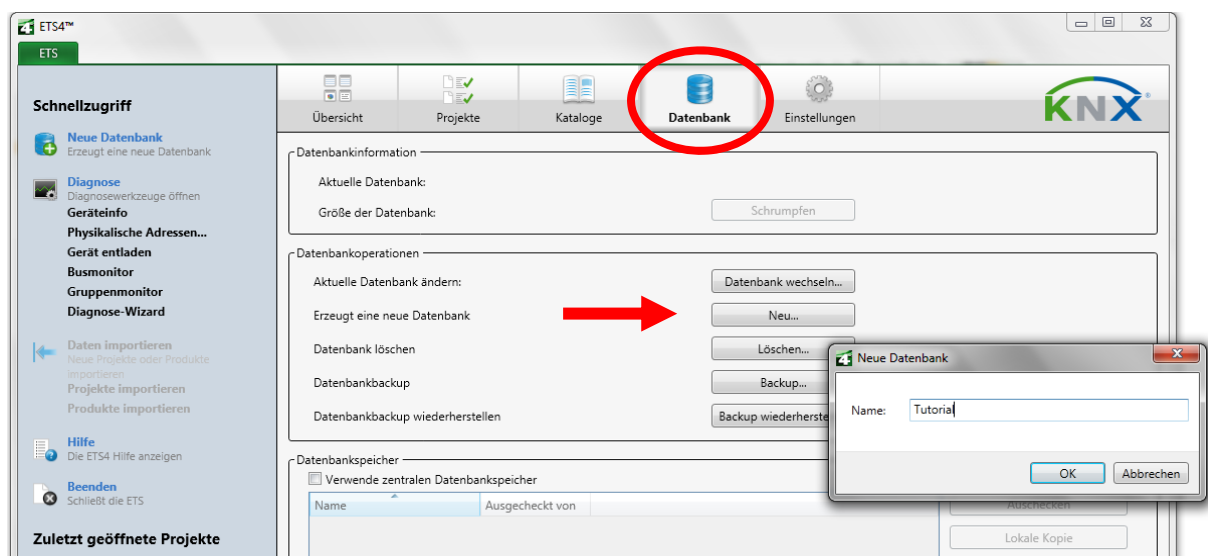 ETS4™
ETS
Schnellzugriff
Neue Datenbank
Erzeugt eine neue Datenbank
Diagnose
Diagnosewerkzeuge öffnen
Geräteinfo
Physikalische Adressen...
Gerät entladen
Busmonitor
Gruppenmonitor
Diagnose-Wizard
Daten importieren
Neue Projekte oder Produkte
importieren
Projekte importieren
Produkte importieren
Hilfe
Die ETS4 Hilfe anzeigen
Beenden
Schließt die ETS
Zuletzt geöffnete Projekte
Übersicht Projekte Kataloge Datenbank Einstellungen
KNX®
Datenbankinformation
Aktuelle Datenbank:
Größe der Datenbank: Schrumpfen
Datenbankoperationen
Aktuelle Datenbank ändern: Datenbank wechseln...
Erzeugt eine neue Datenbank Neu...
Datenbank löschen Löschen...
Datenbankbackup Backup...
Datenbankbackup wiederherstellen Backup wiederherste
Datenbankspeicher
Verwende zentralen Datenbankspeicher
Name Ausgecheckt von
Auschecken
Lokale Kopie
Neue Datenbank
Name: Tutorial
OK Abbrechen